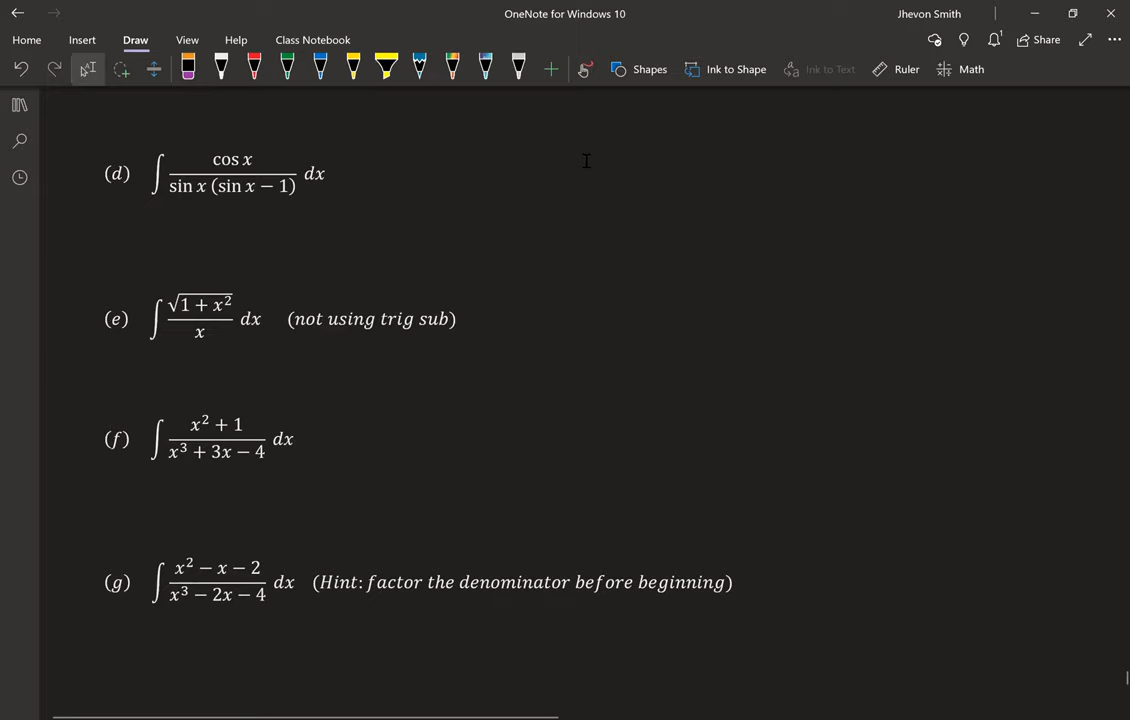 OneNote for Windows 10
Jhevon Smith
Home Insert Draw View Help Class Notebook
Share
Shapes Ink to Shape Ink to Text Ruler Math
(d) ∫ cos x / (sin x (sin x − 1)) dx
(e) ∫ √(1 + x²) / x dx (not using trig sub)
(f) ∫ (x² + 1) / (x³ + 3x − 4) dx
(g) ∫ (x² − x − 2) / (x³ − 2x − 4) dx (Hint: factor the denominator before beginning)